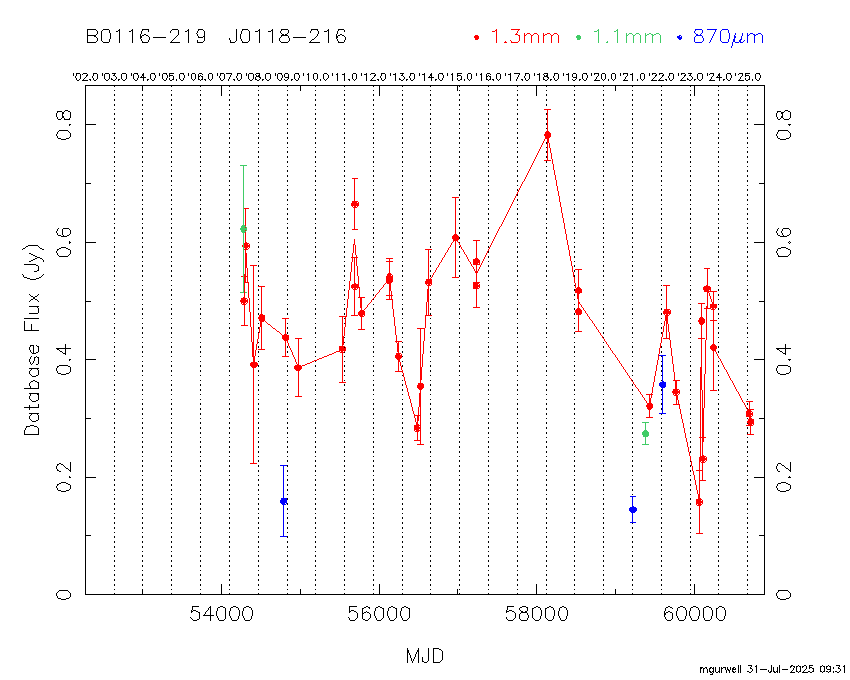 B0116-219 J0118-216 1.3mm 1.1mm 870μm
'02.0 '03.0 '04.0 '05.0 '06.0 '07.0 '08.0 '09.0 '10.0 '11.0 '12.0 '13.0 '14.0 '15.0 '16.0 '17.0 '18.0 '19.0 '20.0 '21.0 '22.0 '23.0 '24.0 '25.0
0.8 0.8
0.6 0.6
Database Flux (Jy)
0.4 0.4
0.2 0.2
0 0
54000 56000 58000 60000
MJD
mgurwell 31-Jul-2025 09:31